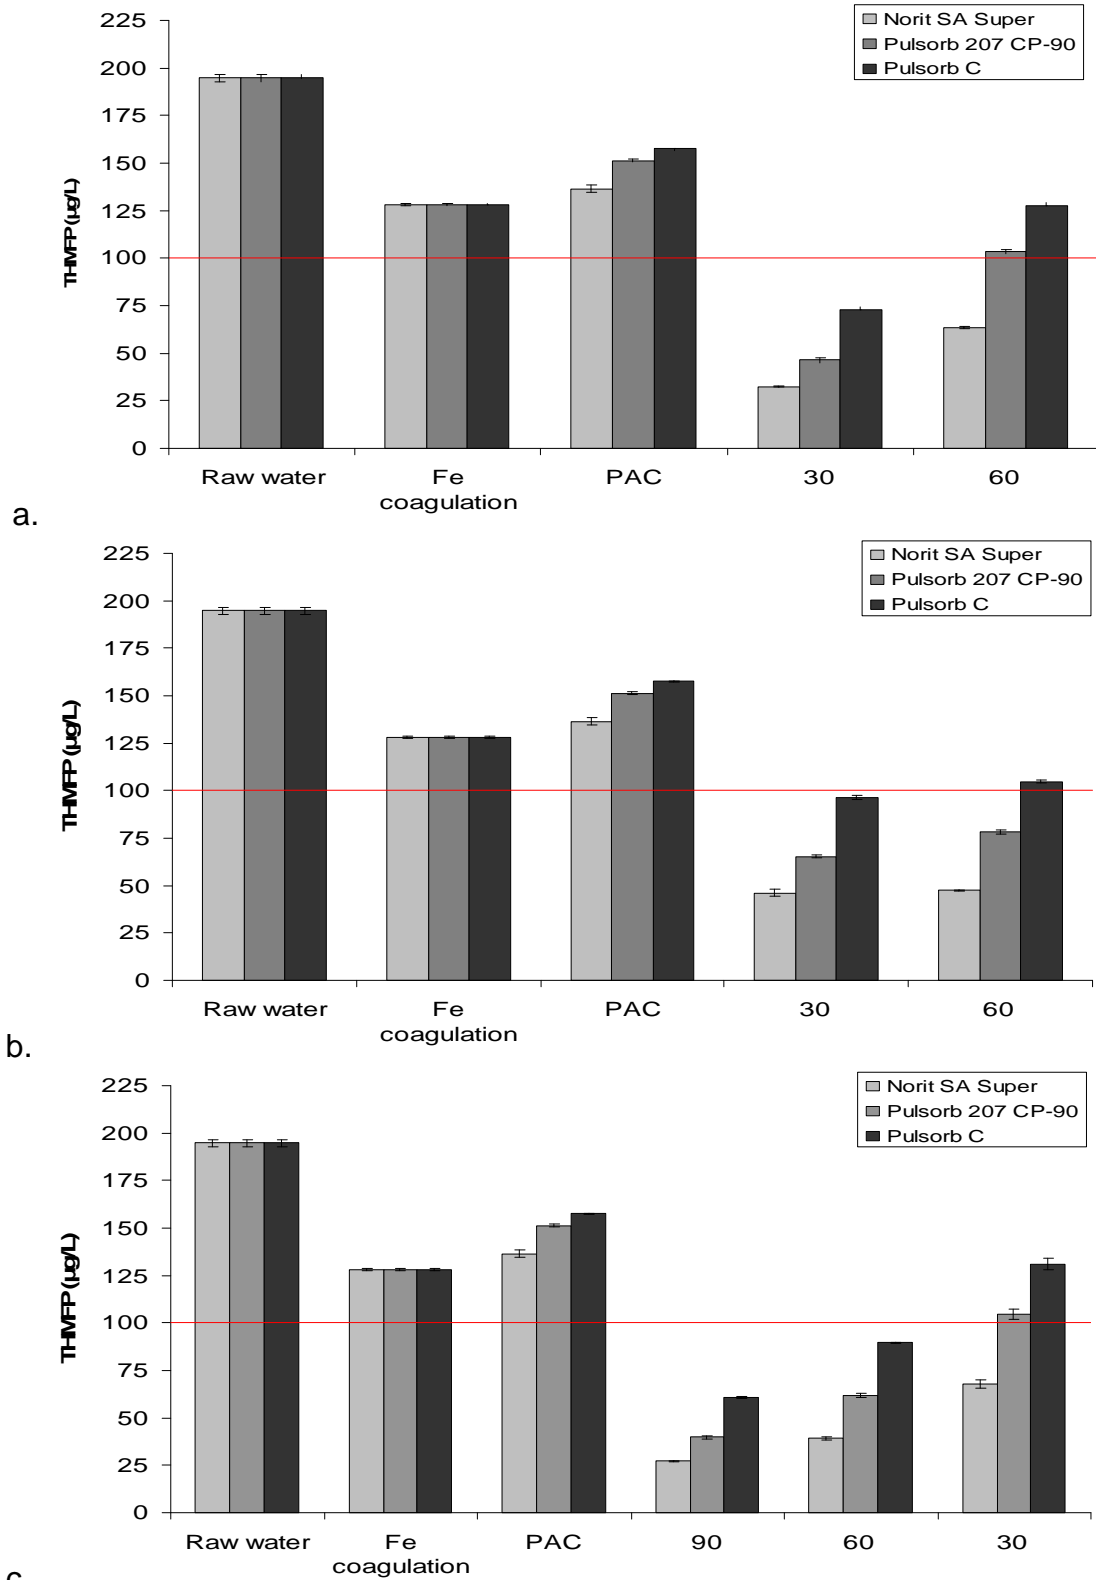 225
200
175
150
125
100
75
50
25
0
THMFP (µg/L)
Norit SA Super
Pulsorb 207 CP-90
Pulsorb C
Raw water
Fe
coagulation
PAC
30
60
a.
225
200
175
150
125
100
75
50
25
0
THMFP (µg/L)
Norit SA Super
Pulsorb 207 CP-90
Pulsorb C
Raw water
Fe
coagulation
PAC
30
60
b.
225
200
175
150
125
100
75
50
25
0
THMFP (µg/L)
Norit SA Super
Pulsorb 207 CP-90
Pulsorb C
Raw water
Fe
coagulation
PAC
90
60
30
c